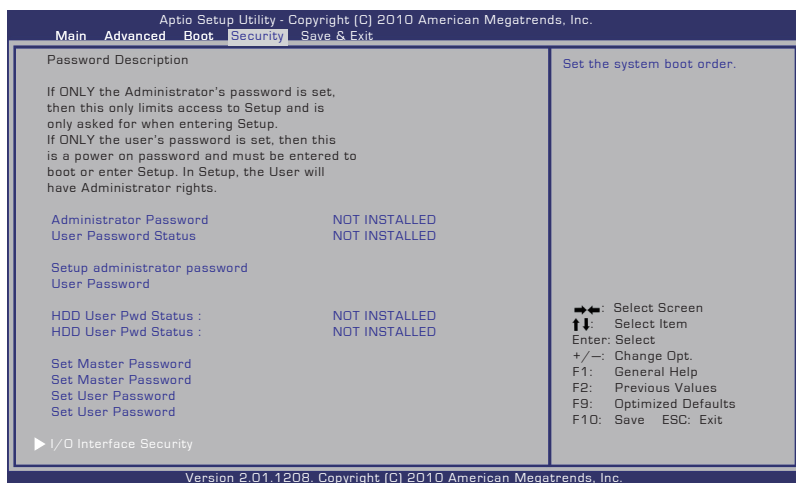 Aptio Setup Utility - Copyright (C) 2010 American Megatrends, Inc.
Main Advanced Boot Security Save & Exit
Password Description
If ONLY the Administrator's password is set,
then this only limits access to Setup and is
only asked for when entering Setup.
If ONLY the user's password is set, then this
is a power on password and must be entered to
boot or enter Setup. In Setup, the User will
have Administrator rights.
Administrator Password NOT INSTALLED
User Password Status NOT INSTALLED
Setup administrator password
User Password
HDD User Pwd Status : NOT INSTALLED
HDD User Pwd Status : NOT INSTALLED
Set Master Password
Set Master Password
Set User Password
Set User Password
I/O Interface Security
Set the system boot order.
→←: Select Screen
↑↓: Select Item
Enter: Select
+/—: Change Opt.
F1: General Help
F2: Previous Values
F9: Optimized Defaults
F10: Save ESC: Exit
Version 2.01.1208. Copyright (C) 2010 American Megatrends, Inc.